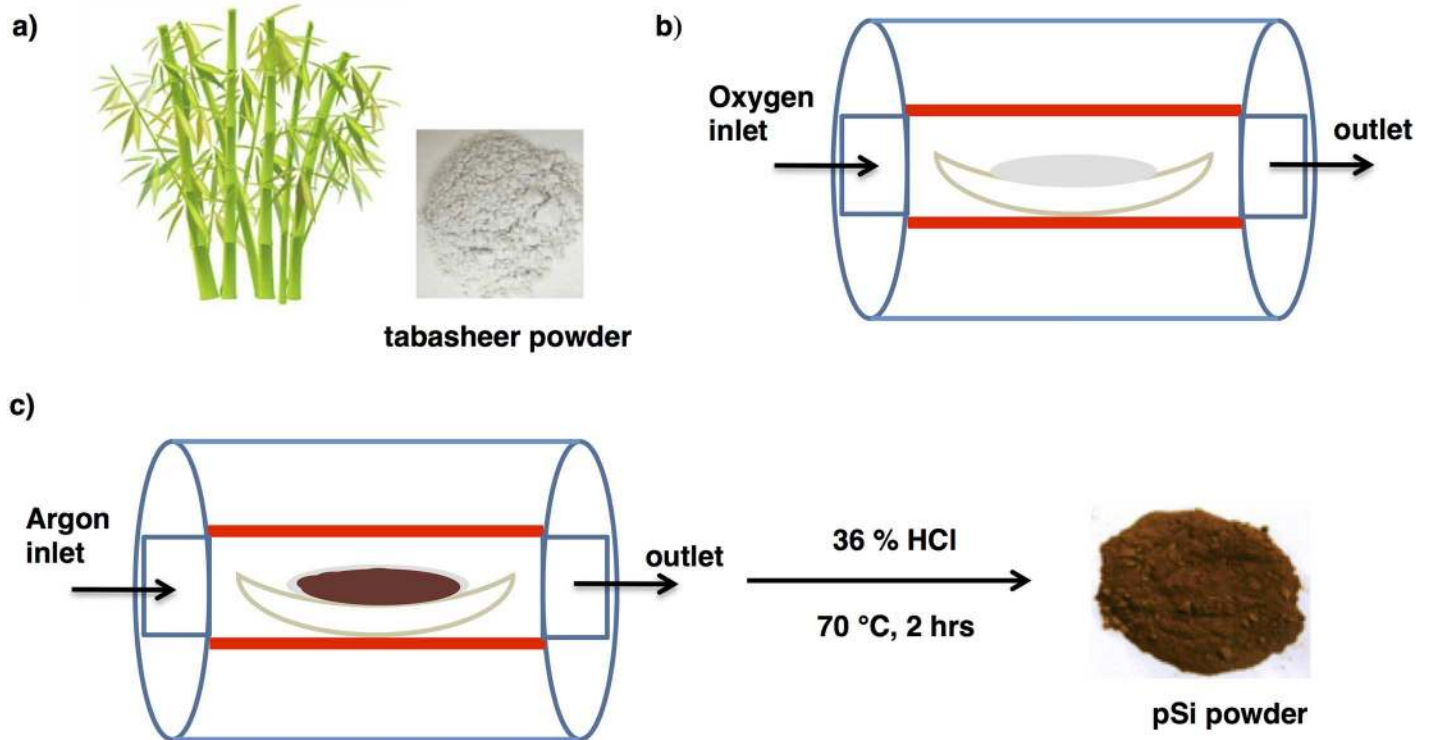 a)
tabasheer powder
b)
Oxygen
inlet
outlet
c)
Argon
inlet
outlet
36 % HCl
70 °C, 2 hrs
pSi powder